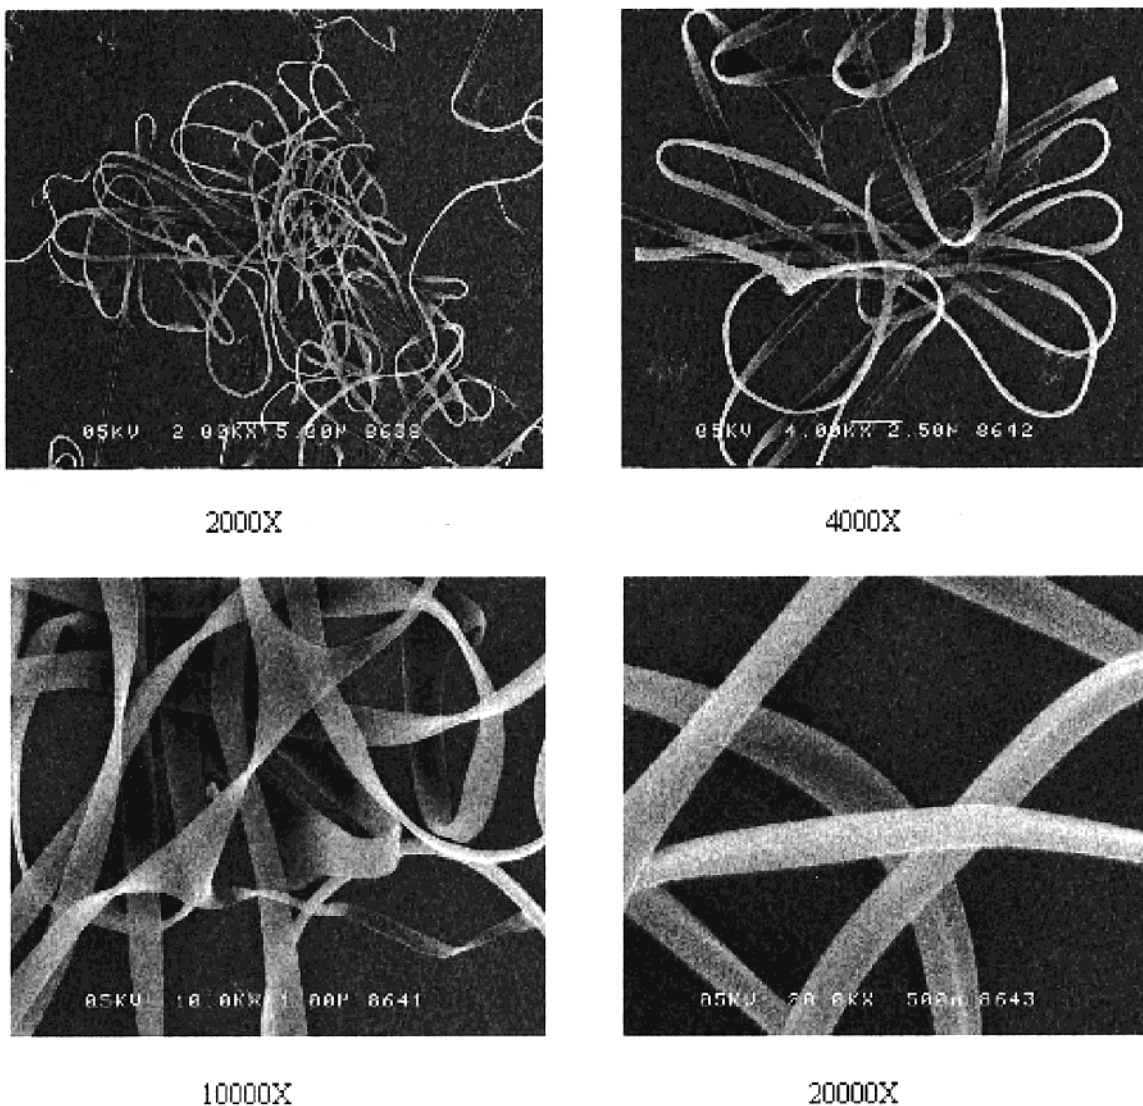 05KV 2.00KX 5.00μ 8638
05KV 4.00KX 2.50μ 8642
2000X
4000X
05KV 10.0KX 1.00μ 8641
05KV 20.0KX 500n 8643
10000X
20000X